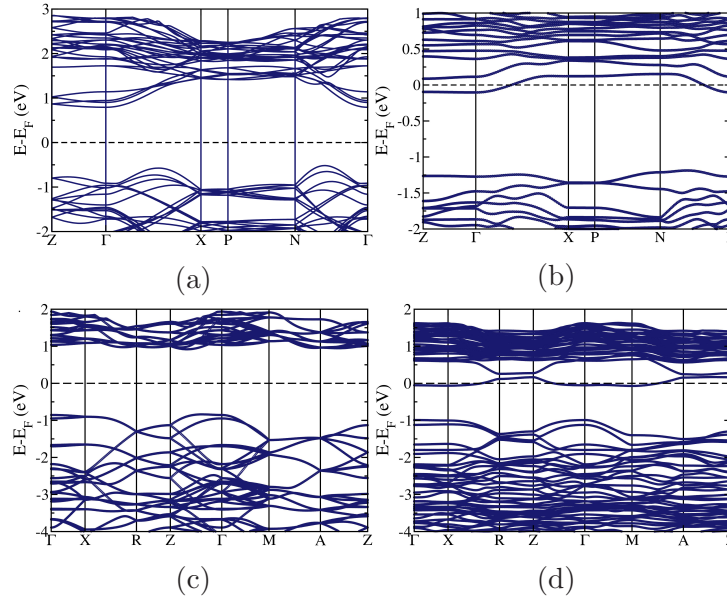 3
2
1
0
-1
-2
E-E_F (eV)
Z Γ X P N Γ
(a)
1
0.5
0
-0.5
-1
-1.5
-2
E-E_F (eV)
Z Γ X P N Γ
(b)
2
1
0
-1
-2
-3
-4
E-E_F (eV)
Γ X R Z Γ M A Z
(c)
2
1
0
-1
-2
-3
-4
E-E_F (eV)
Γ X R Z Γ M A
(d)